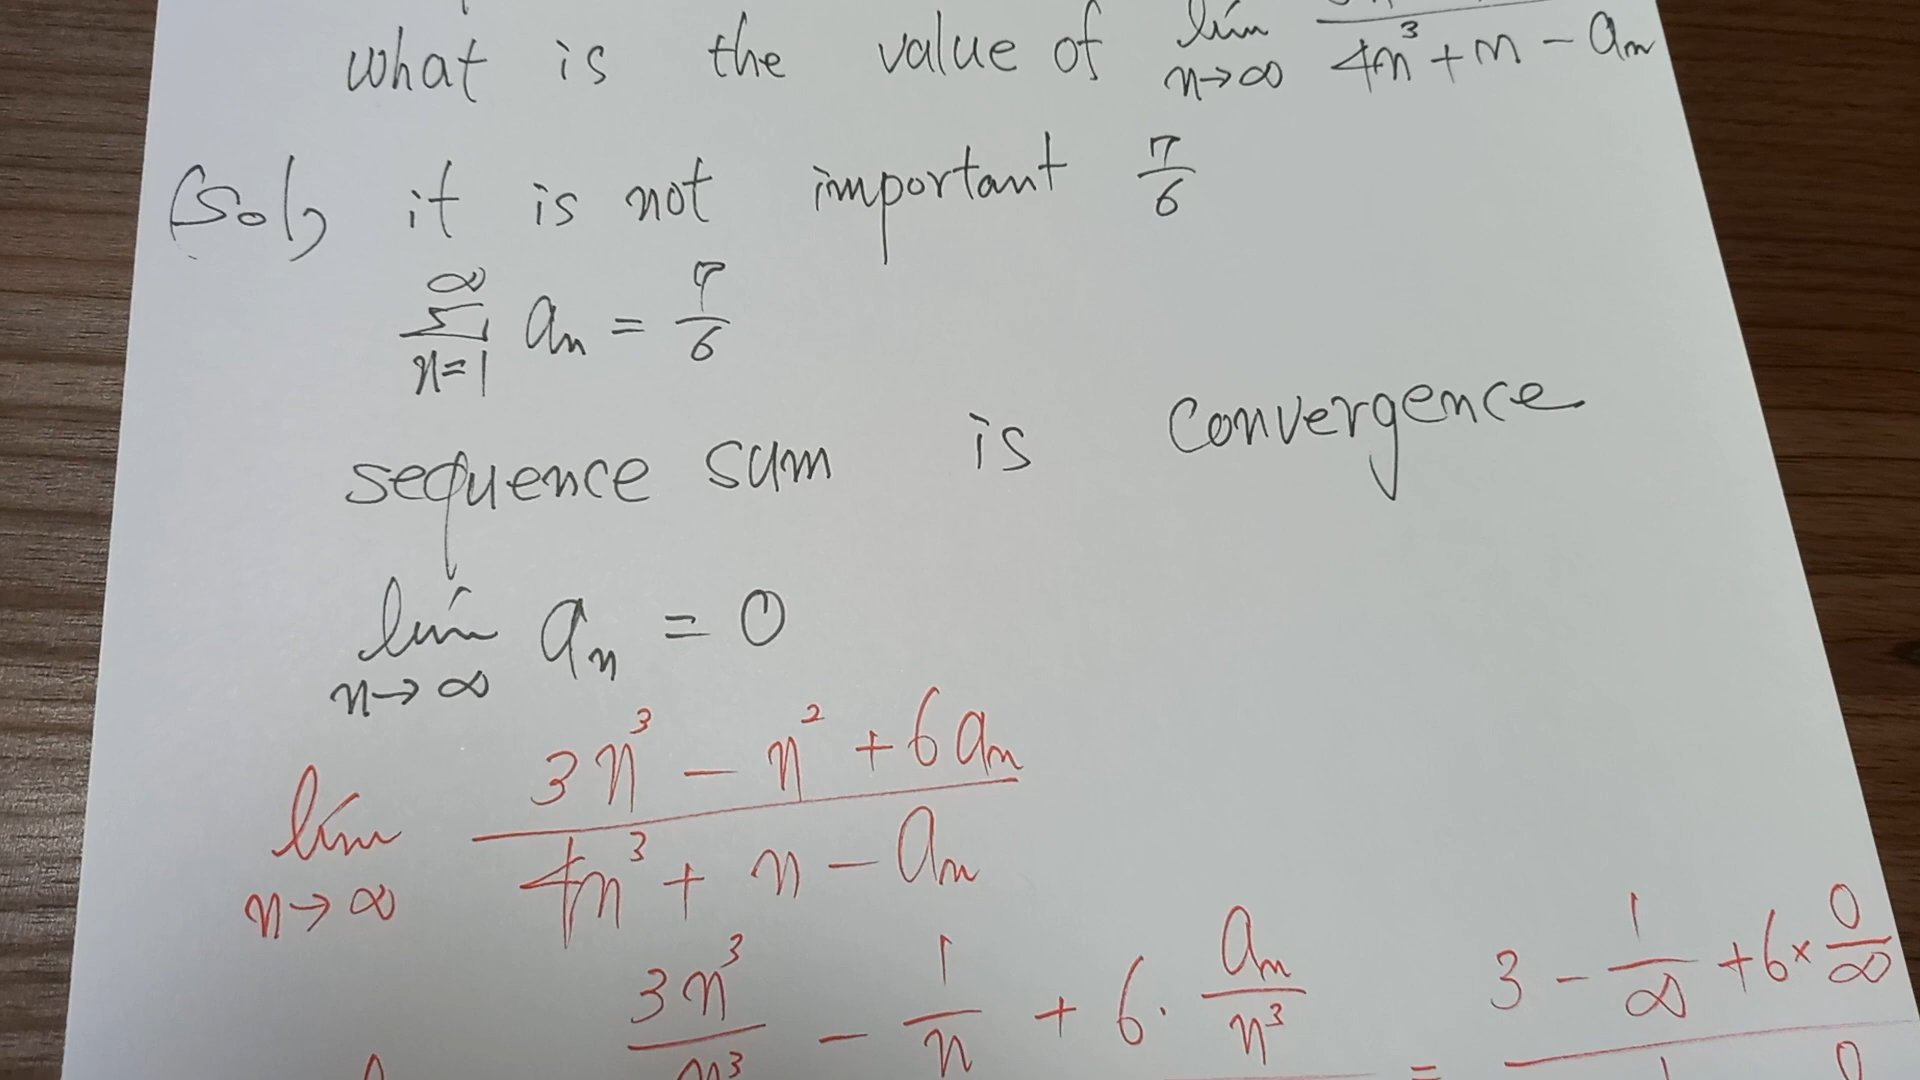 what is the value of lim n→∞ 4n³ + n - aₙ
(Sol) it is not important 7/6
∞ Σ n=1 aₙ = 7/6
sequence sum is convergence
lim n→∞ aₙ = 0
lim n→∞ (3n³ - n² + 6aₙ)/(4n³ + n - aₙ)
3n³/n³ - 1/n + 6 · aₙ/n³ = 3 - 1/∞ + 6 × 0/∞